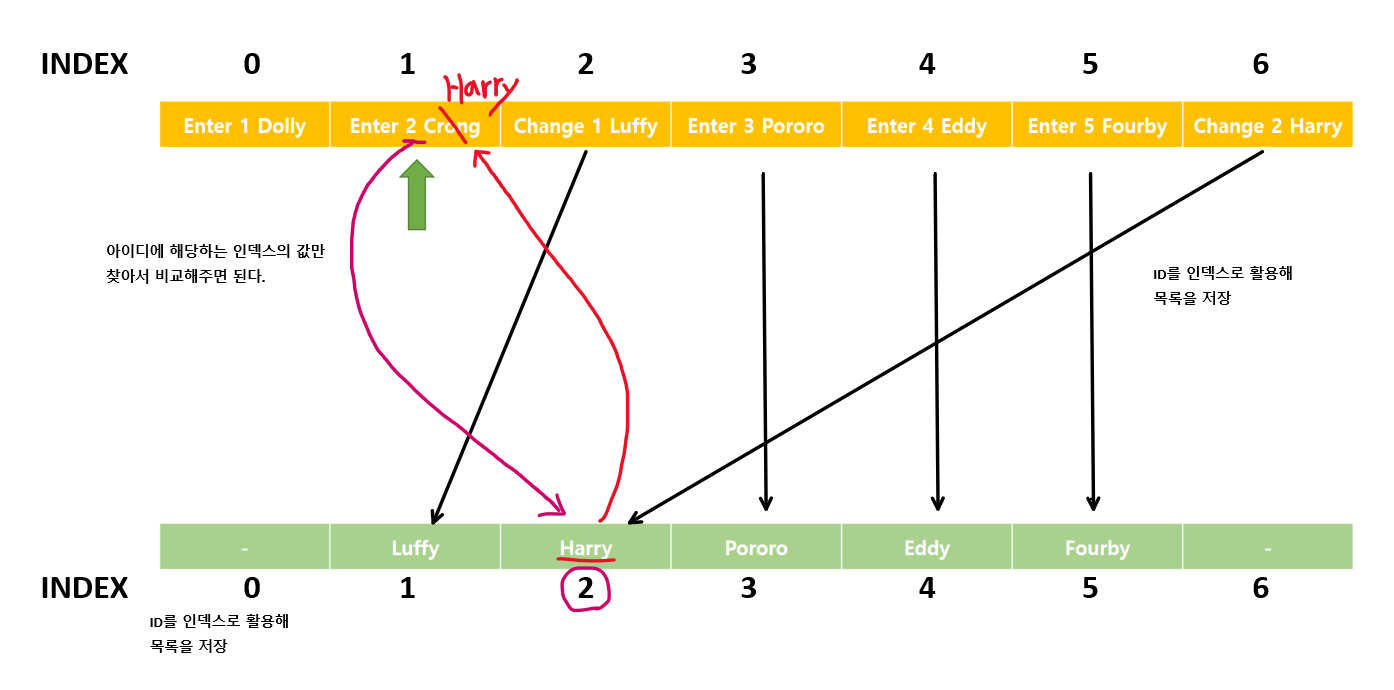 INDEX 0 1 2 3 4 5 6
Harry
Enter 1 Dolly Enter 2 Crong Change 1 Luffy Enter 3 Pororo Enter 4 Eddy Enter 5 Fourby Change 2 Harry
아이디에 해당하는 인덱스의 값만
찾아서 비교해주면 된다.
ID를 인덱스로 활용해
목록을 저장
- Luffy Harry Pororo Eddy Fourby -
INDEX 0 1 2 3 4 5 6
ID를 인덱스로 활용해
목록을 저장